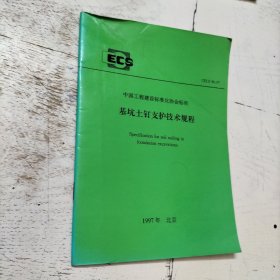 CECS 96:97
ECS
中国工程建设标准化协会标准
基坑土钉支护技术规程
Specification for soil nailing in
foundation excavations
1997年 北京